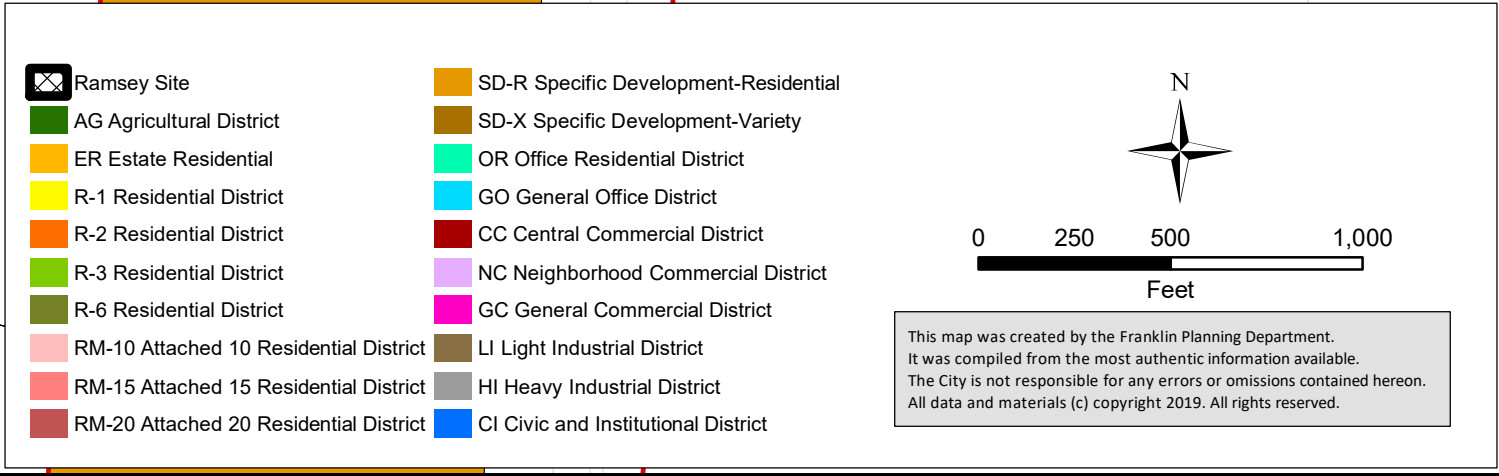 Ramsey Site
AG Agricultural District
ER Estate Residential
R-1 Residential District
R-2 Residential District
R-3 Residential District
R-6 Residential District
RM-10 Attached 10 Residential District
RM-15 Attached 15 Residential District
RM-20 Attached 20 Residential District
SD-R Specific Development-Residential
SD-X Specific Development-Variety
OR Office Residential District
GO General Office District
CC Central Commercial District
NC Neighborhood Commercial District
GC General Commercial District
LI Light Industrial District
HI Heavy Industrial District
CI Civic and Institutional District
N
0 250 500 1,000
Feet
This map was created by the Franklin Planning Department.
It was compiled from the most authentic information available.
The City is not responsible for any errors or omissions contained hereon.
All data and materials (c) copyright 2019. All rights reserved.